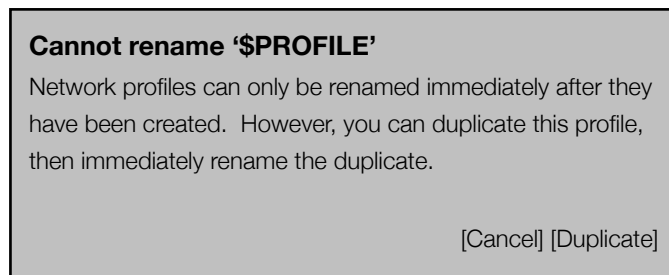 Cannot rename ‘$PROFILE’
Network profiles can only be renamed immediately after they
have been created.  However, you can duplicate this profile,
then immediately rename the duplicate.
[Cancel] [Duplicate]